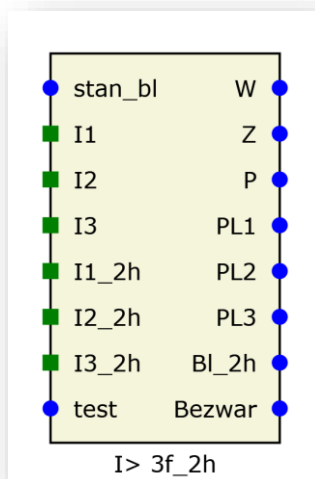 stan_bl W
I1 Z
I2 P
I3 PL1
I1_2h PL2
I2_2h PL3
I3_2h Bl_2h
test Bezwar
I> 3f_2h